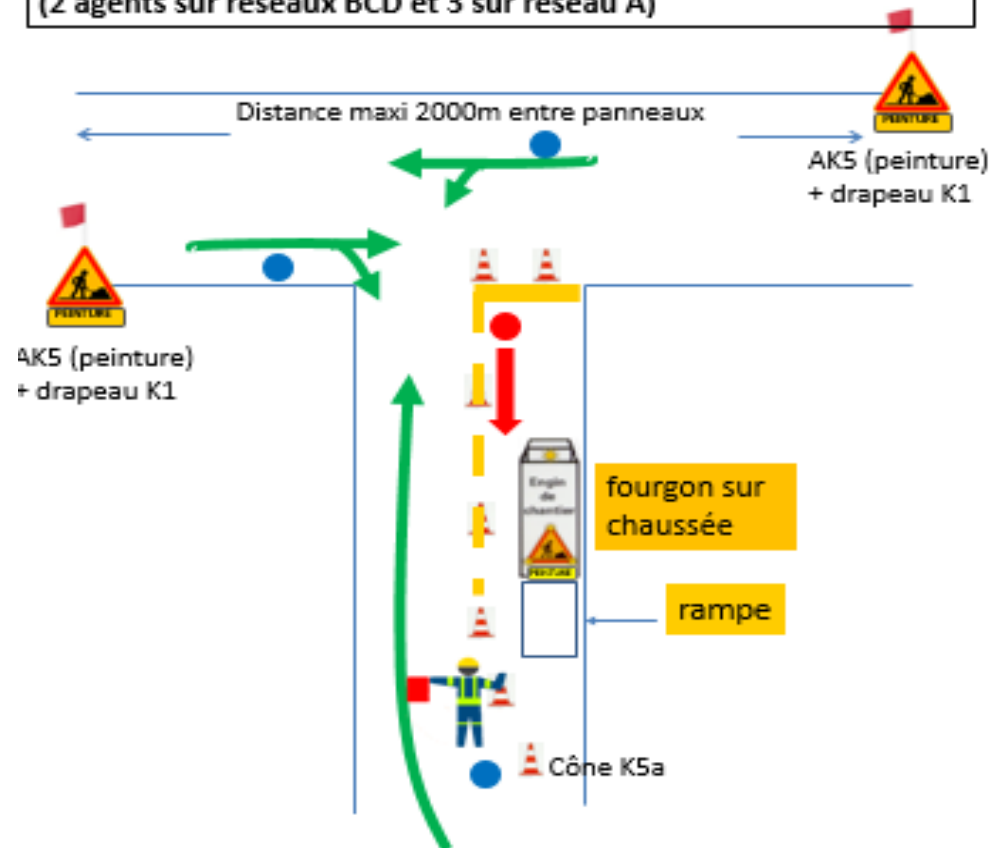 (2 agents sur réseaux BCD et 3 sur réseau A)
Distance maxi 2000m entre panneaux
PEINTURE
AK5 (peinture)
+ drapeau K1
PEINTURE
AK5 (peinture)
+ drapeau K1
Engin
de
chantier
PEINTURE
fourgon sur
chaussée
rampe
Cône K5a